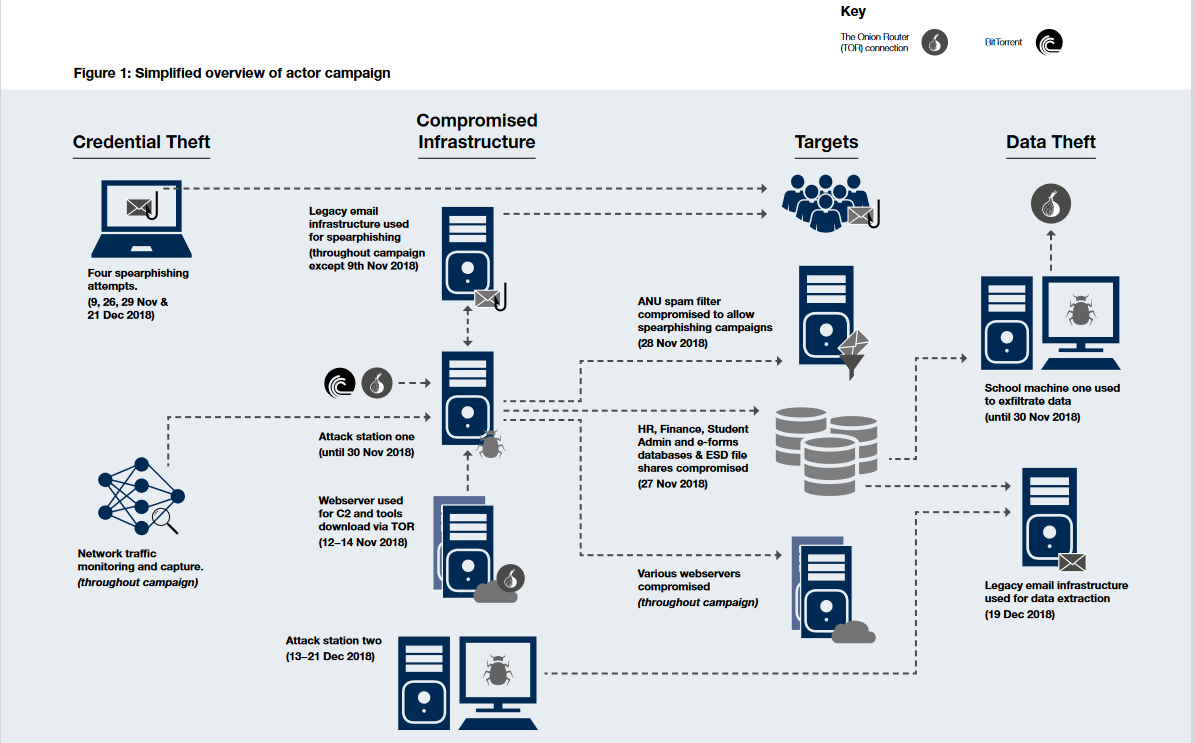 Key
The Onion Router
(TOR) connection
BitTorrent
Figure 1: Simplified overview of actor campaign
Credential Theft
Compromised
Infrastructure
Targets
Data Theft
Four spearphishing
attempts.
(9, 26, 29 Nov &
21 Dec 2018)
Legacy email
infrastructure used
for spearphishing
(throughout campaign
except 9th Nov 2018)
ANU spam filter
compromised to allow
spearphishing campaigns
(28 Nov 2018)
School machine one used
to exfiltrate data
(until 30 Nov 2018)
Attack station one
(until 30 Nov 2018)
HR, Finance, Student
Admin and e-forms
databases & ESD file
shares compromised
(27 Nov 2018)
Webserver used
for C2 and tools
download via TOR
(12–14 Nov 2018)
Network traffic
monitoring and capture.
(throughout campaign)
Various webservers
compromised
(throughout campaign)
Legacy email infrastructure
used for data extraction
(19 Dec 2018)
Attack station two
(13–21 Dec 2018)